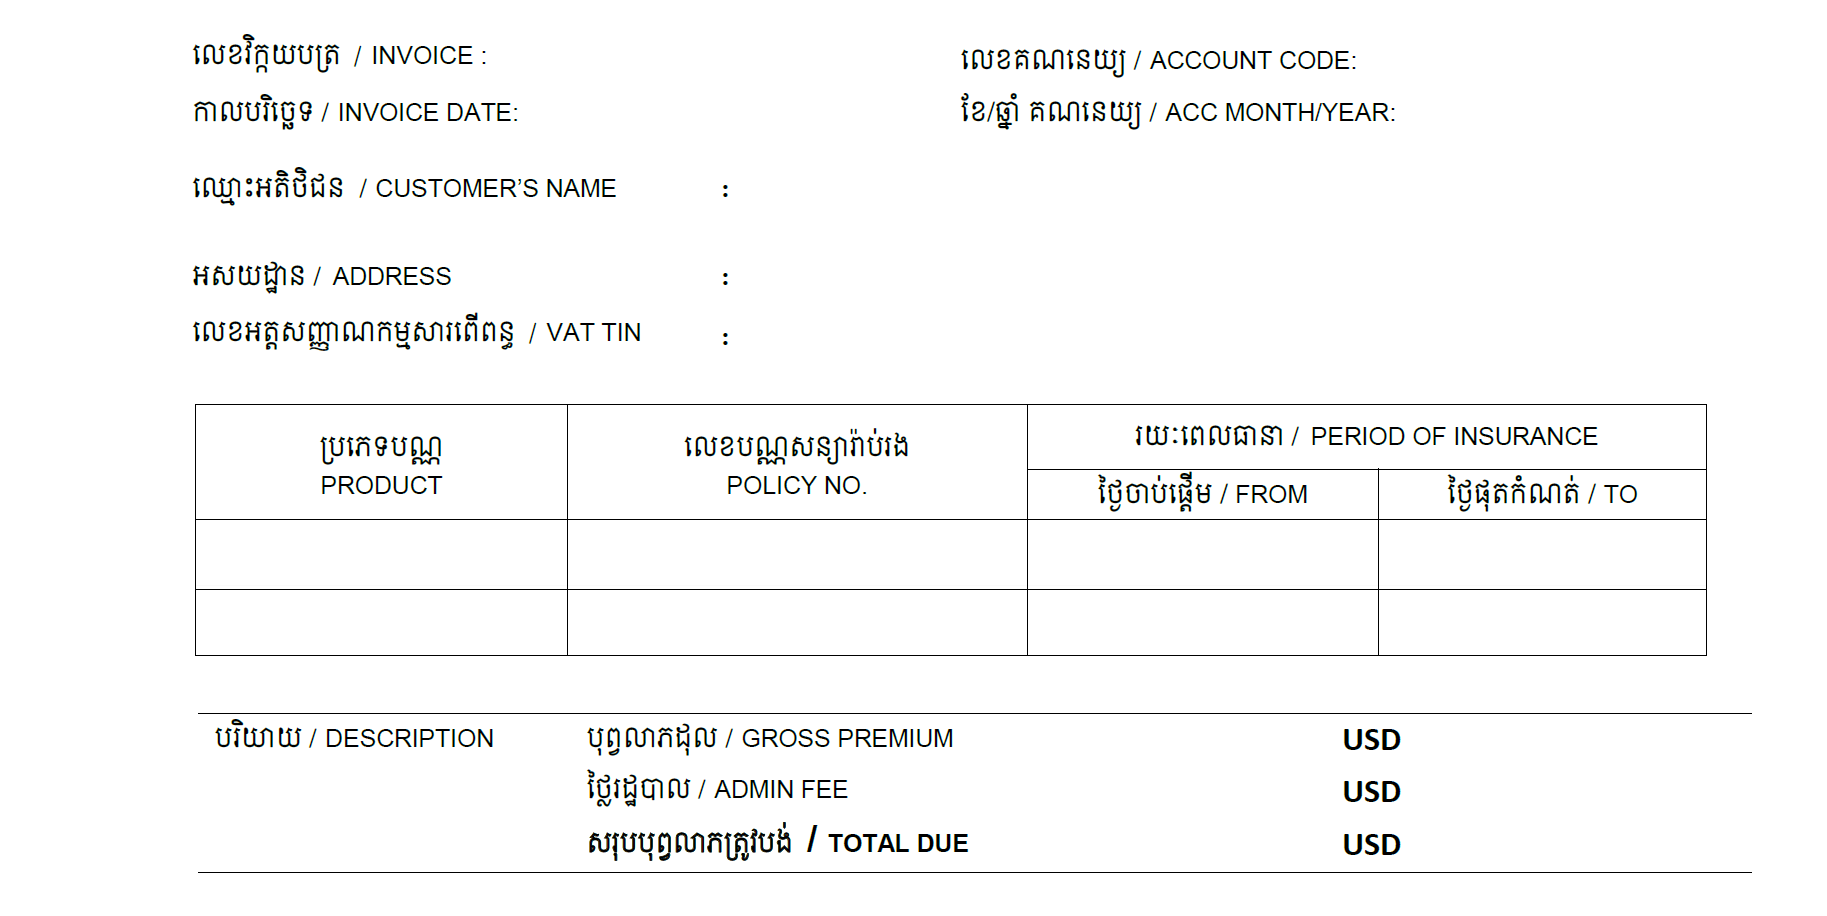 លេខវិក្កយបត្រ / INVOICE :
លេខគណនេយ្យ / ACCOUNT CODE:
កាលបរិច្ឆេទ / INVOICE DATE:
ខែ/ឆ្នាំ គណនេយ្យ / ACC MONTH/YEAR:
ឈ្មោះអតិថិជន / CUSTOMER’S NAME :
អសយដ្ឋាន / ADDRESS :
លេខអត្តសញ្ញាណកម្មសារពើពន្ធ / VAT TIN :
ប្រភេទបណ្ណ
PRODUCT
លេខបណ្ណសន្យារ៉ាប់រង
POLICY NO.
រយៈពេលធានា / PERIOD OF INSURANCE
ថ្ងៃចាប់ផ្តើម / FROM
ថ្ងៃផុតកំណត់ / TO
បរិយាយ / DESCRIPTION
បុព្វលាភដុល / GROSS PREMIUM USD
ថ្លៃរដ្ឋបាល / ADMIN FEE USD
សរុបបុព្វលាភត្រូវបង់ / TOTAL DUE USD